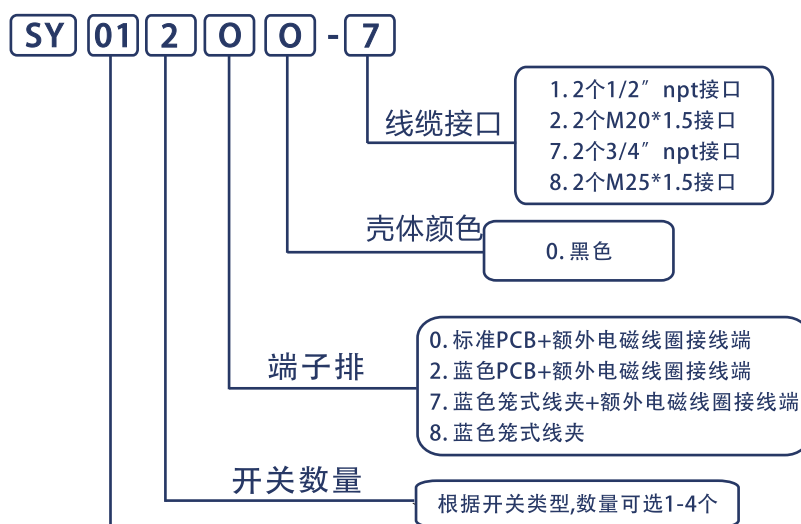 SY 01 2 0 0 - 7
线缆接口
1. 2个1/2” npt接口
2. 2个M20*1.5接口
7. 2个3/4” npt接口
8. 2个M25*1.5接口
壳体颜色
0. 黑色
端子排
0. 标准PCB+额外电磁线圈接线端
2. 蓝色PCB+额外电磁线圈接线端
7. 蓝色笼式线夹+额外电磁线圈接线端
8. 蓝色笼式线夹
开关数量
根据开关类型,数量可选1-4个